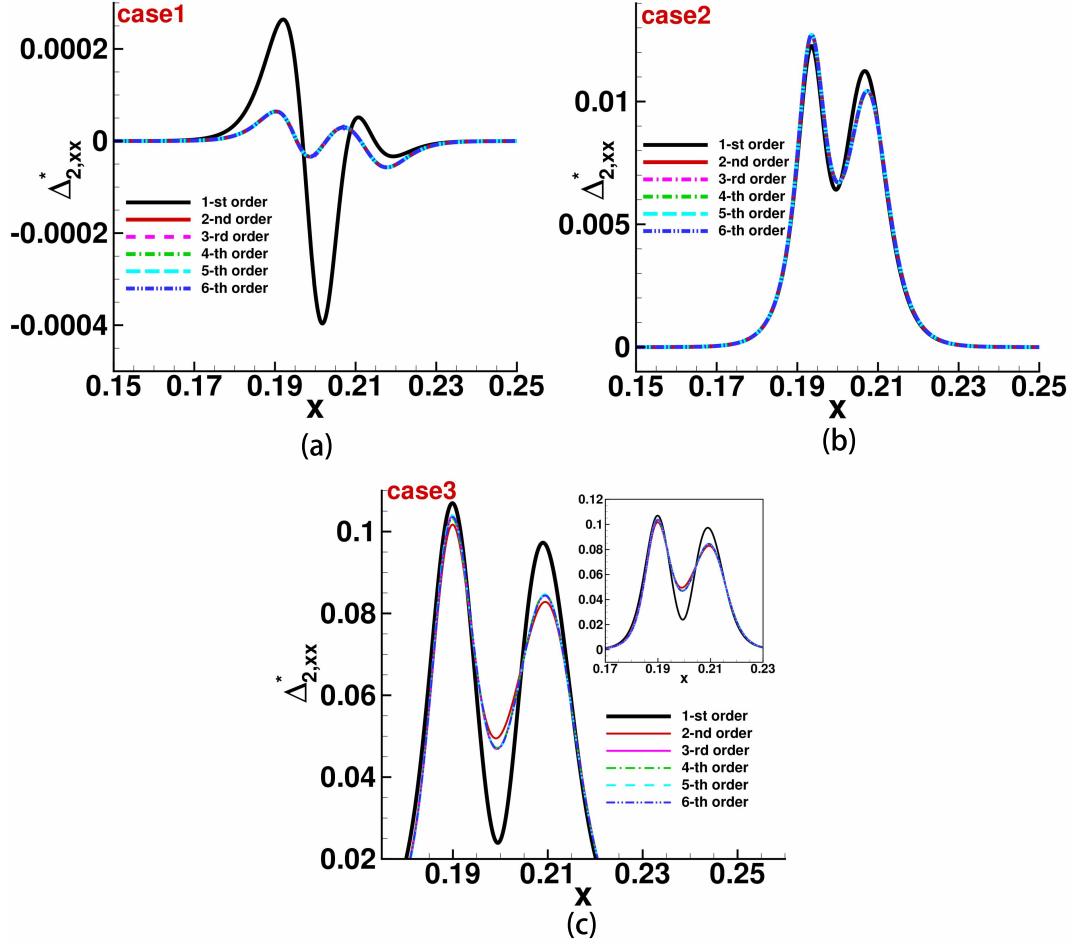 case1
0.0002
0
-0.0002
-0.0004
Δ*2,xx
1-st order
2-nd order
3-rd order
4-th order
5-th order
6-th order
0.15 0.17 0.19 0.21 0.23 0.25
x
(a)
case2
0.01
0.005
0
Δ*2,xx
1-st order
2-nd order
3-rd order
4-th order
5-th order
6-th order
0.15 0.17 0.19 0.21 0.23 0.25
x
(b)
case3
0.1
0.08
0.06
0.04
0.02
Δ*2,xx
0.12
0.1
0.08
0.06
0.04
0.02
0
0.17 0.19 0.21 0.23
x
1-st order
2-nd order
3-rd order
4-th order
5-th order
6-th order
0.19 0.21 0.23 0.25
x
(c)